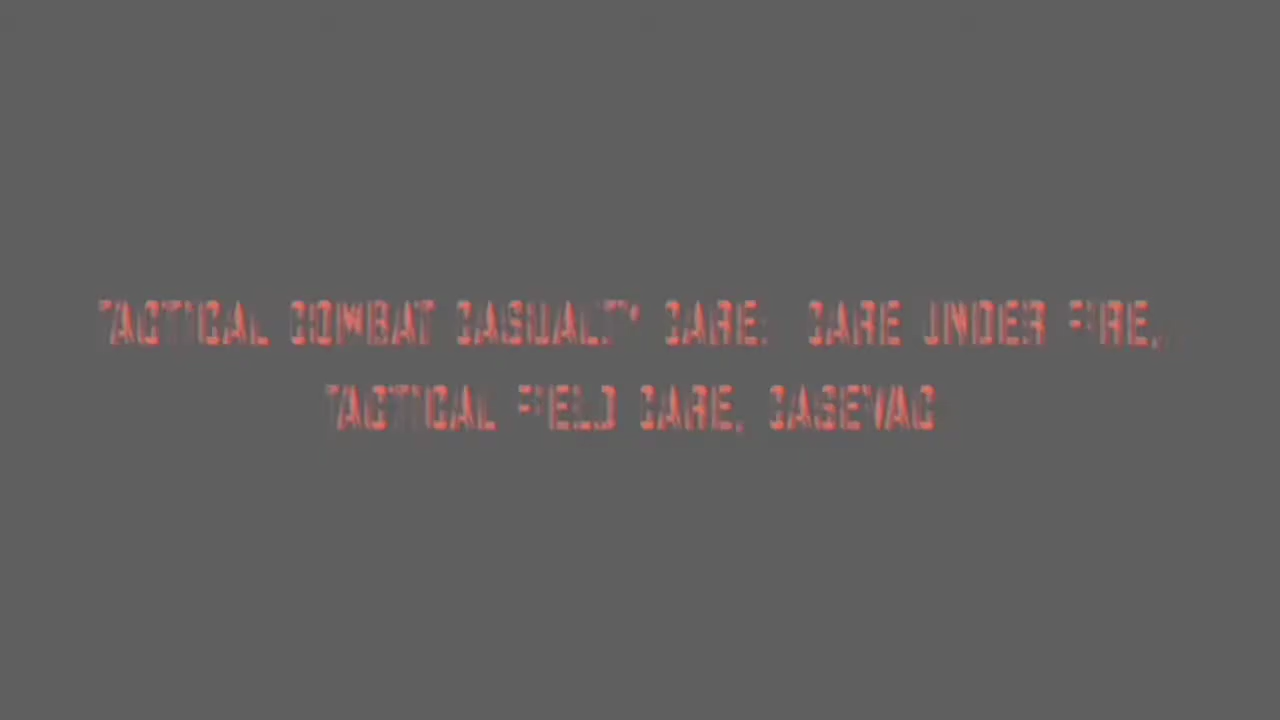 TACTICAL COMBAT CASUALTY CARE: CARE UNDER FIRE,
TACTICAL FIELD CARE, CASEVAC